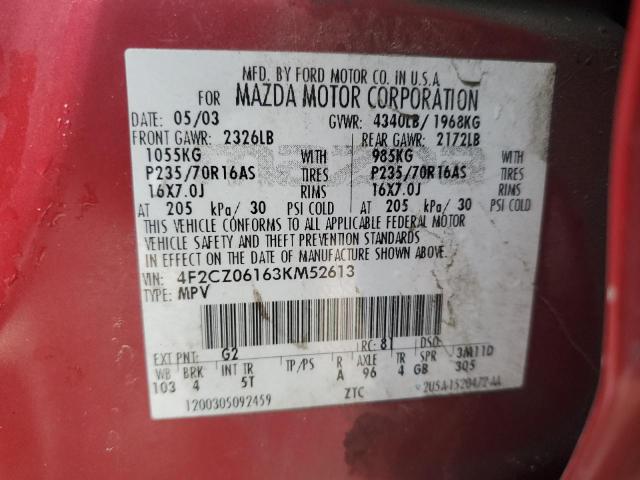 MFD. BY FORD MOTOR CO. IN U.S.A.
FOR MAZDA MOTOR CORPORATION
DATE: 05/03 GVWR: 4340LB/ 1968KG
FRONT GAWR: 2326LB REAR GAWR: 2172LB
1055KG WITH 985KG WITH
P235/70R16AS TIRES P235/70R16AS TIRES
16X7.0J RIMS 16X7.0J RIMS
AT 205 kPa/ 30 PSI COLD AT 205 kPa/ 30 PSI COLD
THIS VEHICLE CONFORMS TO ALL APPLICABLE FEDERAL MOTOR
VEHICLE SAFETY AND THEFT PREVENTION STANDARDS
IN EFFECT ON THE DATE OF MANUFACTURE SHOWN ABOVE.
VIN: 4F2CZ06163KM52613
TYPE: MPV
EXT PNT: G2 RC: 81 DSO:
WB BRK INT TR TP/PS R AXLE TR SPR 3M11D
103 4 5T A 96 4 GB 305
1200305092459 ZTC 2U5A-1520472-AA